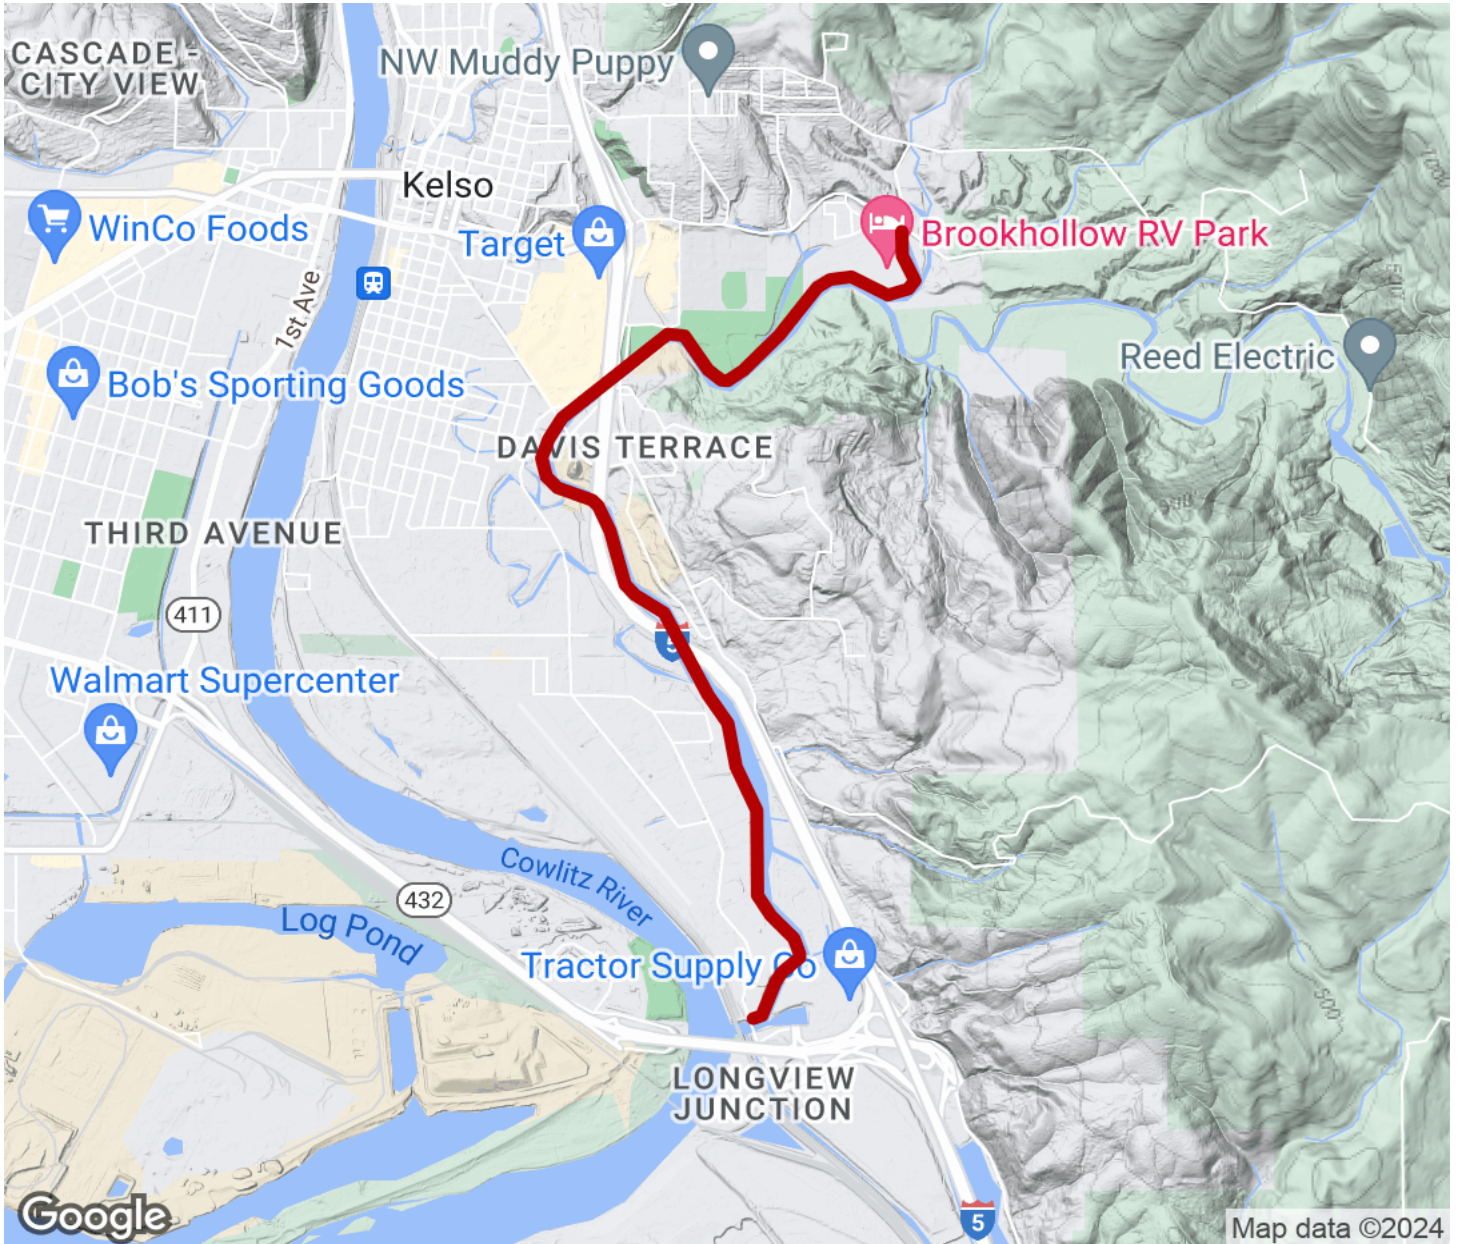 CASCADE -
CITY VIEW
NW Muddy Puppy
Kelso
WinCo Foods
Target
Brookhollow RV Park
1st Ave
Bob's Sporting Goods
Reed Electric
DAVIS TERRACE
THIRD AVENUE
411
5
Walmart Supercenter
Cowlitz River
432
Log Pond
Tractor Supply Co
LONGVIEW
JUNCTION
5
Google
Map data ©2024